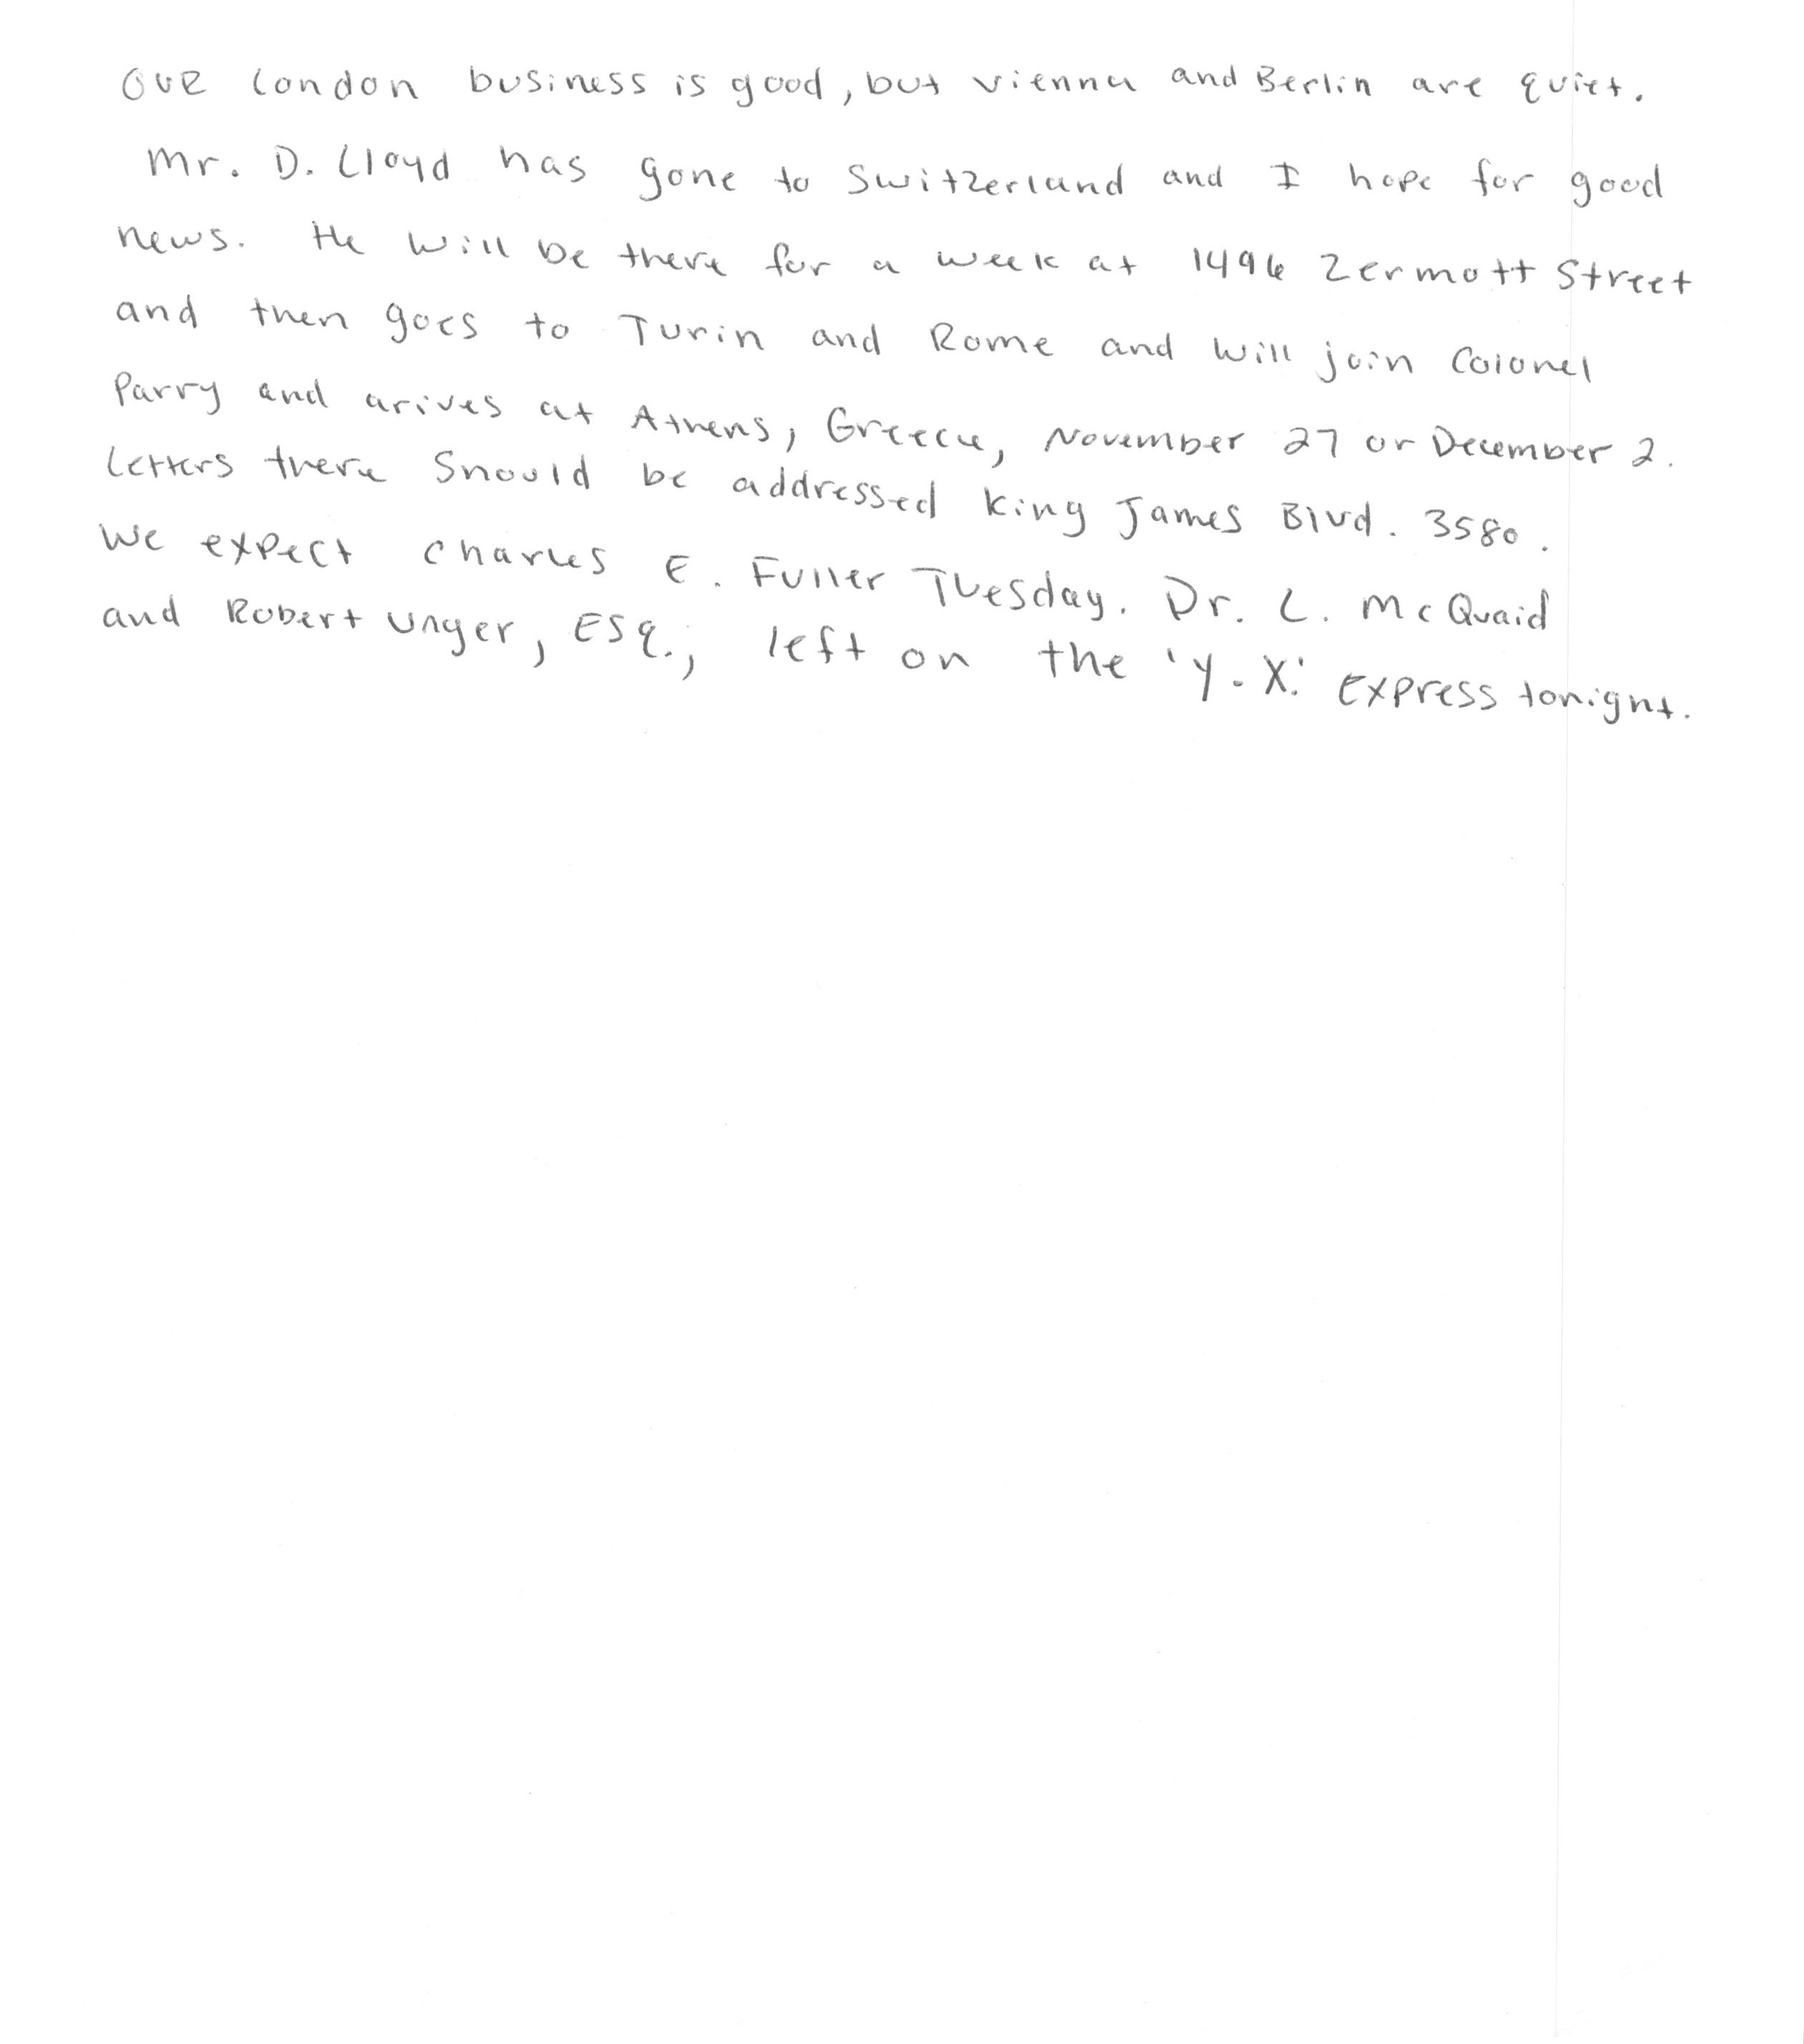 Our London business is good, but Vienna and Berlin are quiet.
Mr. D. Lloyd has gone to Switzerland and I hope for good
news. He will be there for a week at 1496 Zermott Street
and then goes to Turin and Rome and will join Colonel
Parry and arives at Athens, Greece, November 27 or December 2.
Letters there should be addressed King James Blvd. 3580.
We expect Charles E. Fuller Tuesday. Dr. L. McQuaid
and Robert Unger, Esq., left on the 'Y.X.' Express tonight.